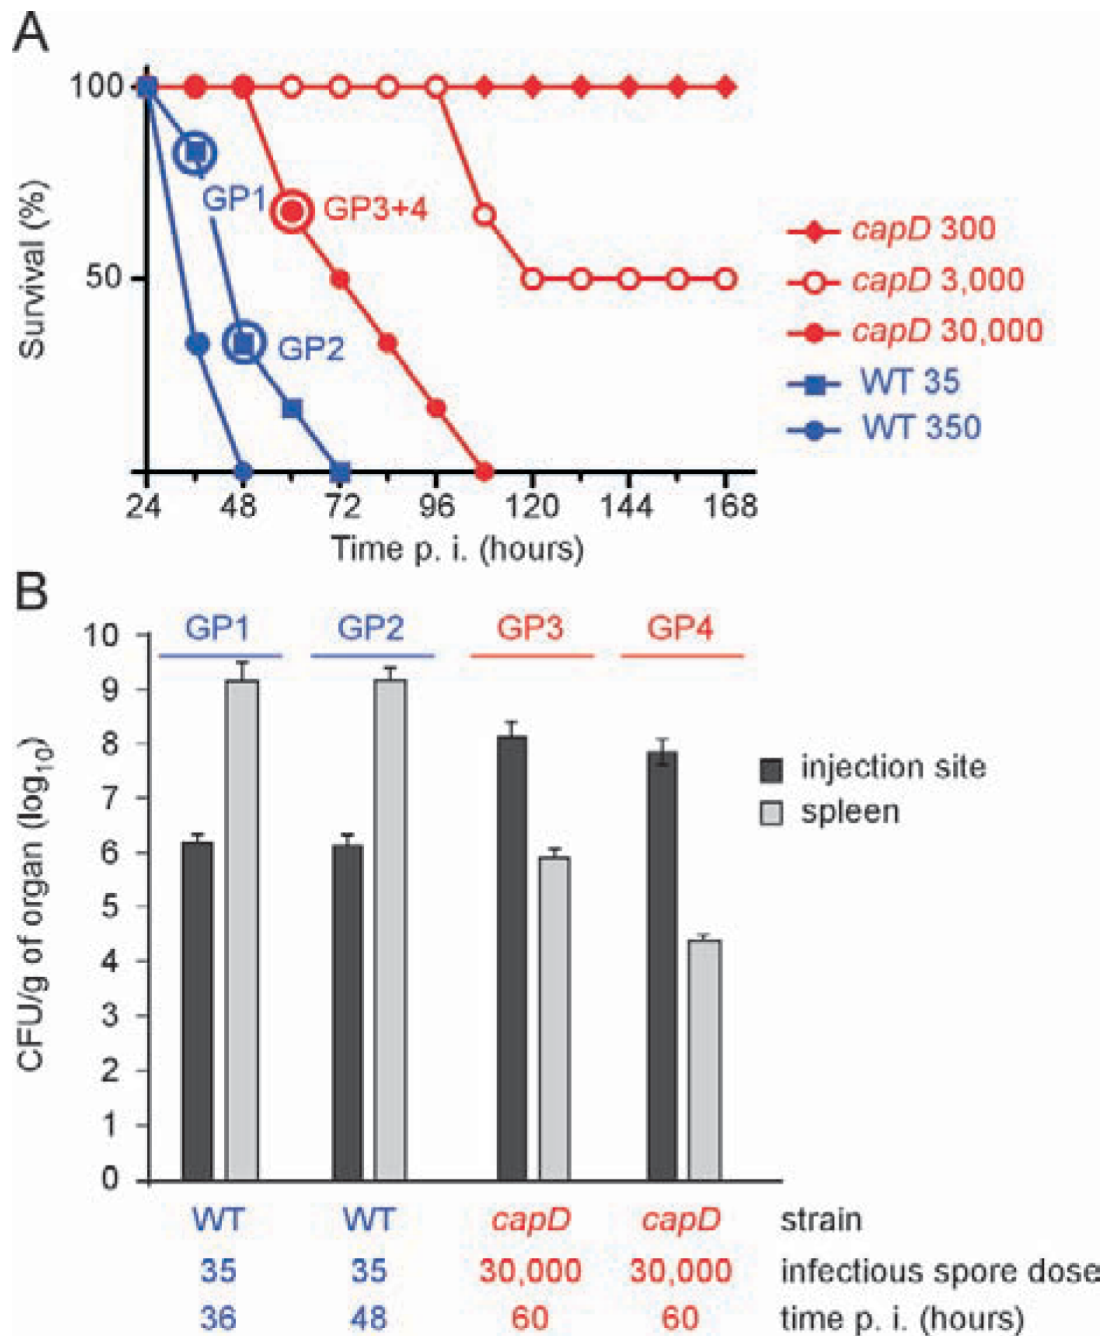 A
100
50
Survival (%)
GP1
GP3+4
GP2
capD 300
capD 3,000
capD 30,000
WT 35
WT 350
24 48 72 96 120 144 168
Time p. i. (hours)
B
GP1 GP2 GP3 GP4
10
9
8
7
6
5
4
3
2
1
0
CFU/g of organ (log10)
injection site
spleen
WT WT capD capD strain
35 35 30,000 30,000 infectious spore dose
36 48 60 60 time p. i. (hours)